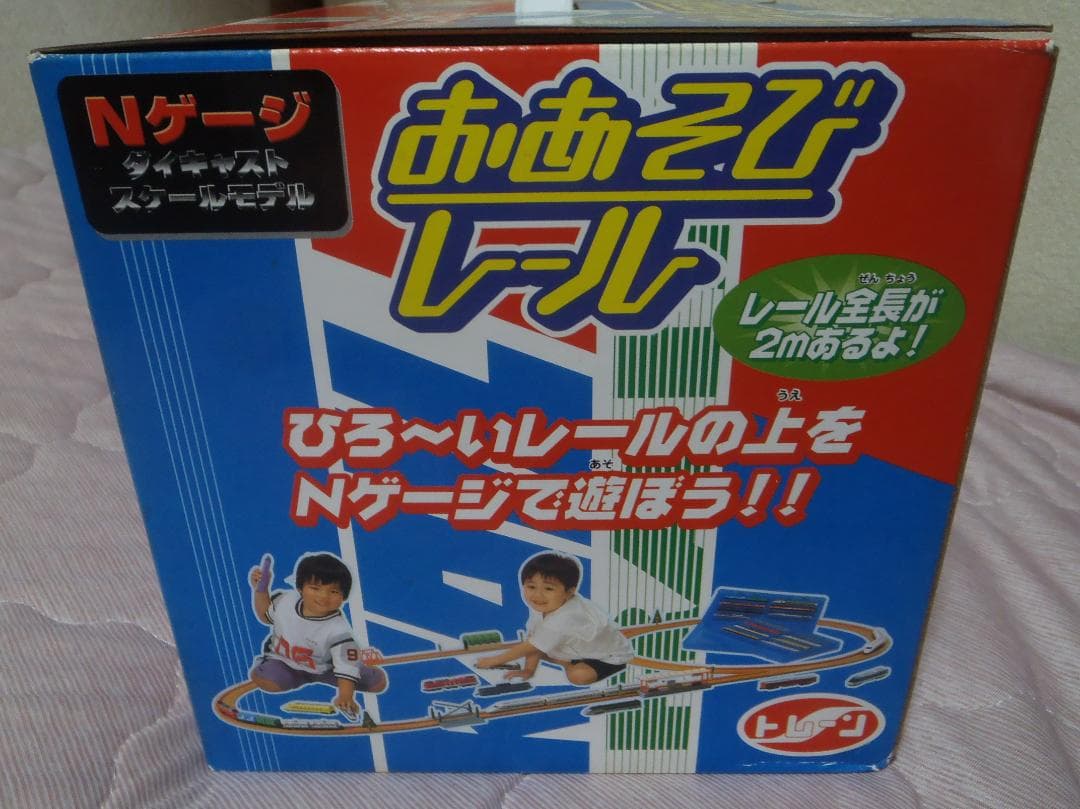 Nゲージ
ダイキャスト
スケールモデル
おあそび
レール
ぜんちょう
レール全長が
2mあるよ!
うえ
ひろ〜いレールの上を
あそ
Nゲージで遊ぼう!!
トレーン